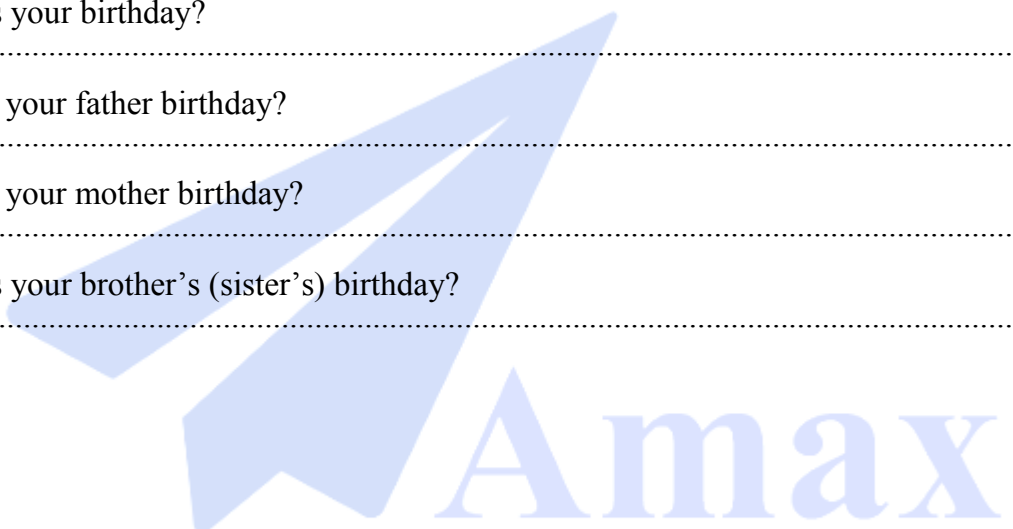 s your birthday?
your father birthday?
your mother birthday?
s your brother’s (sister’s) birthday?
Amax